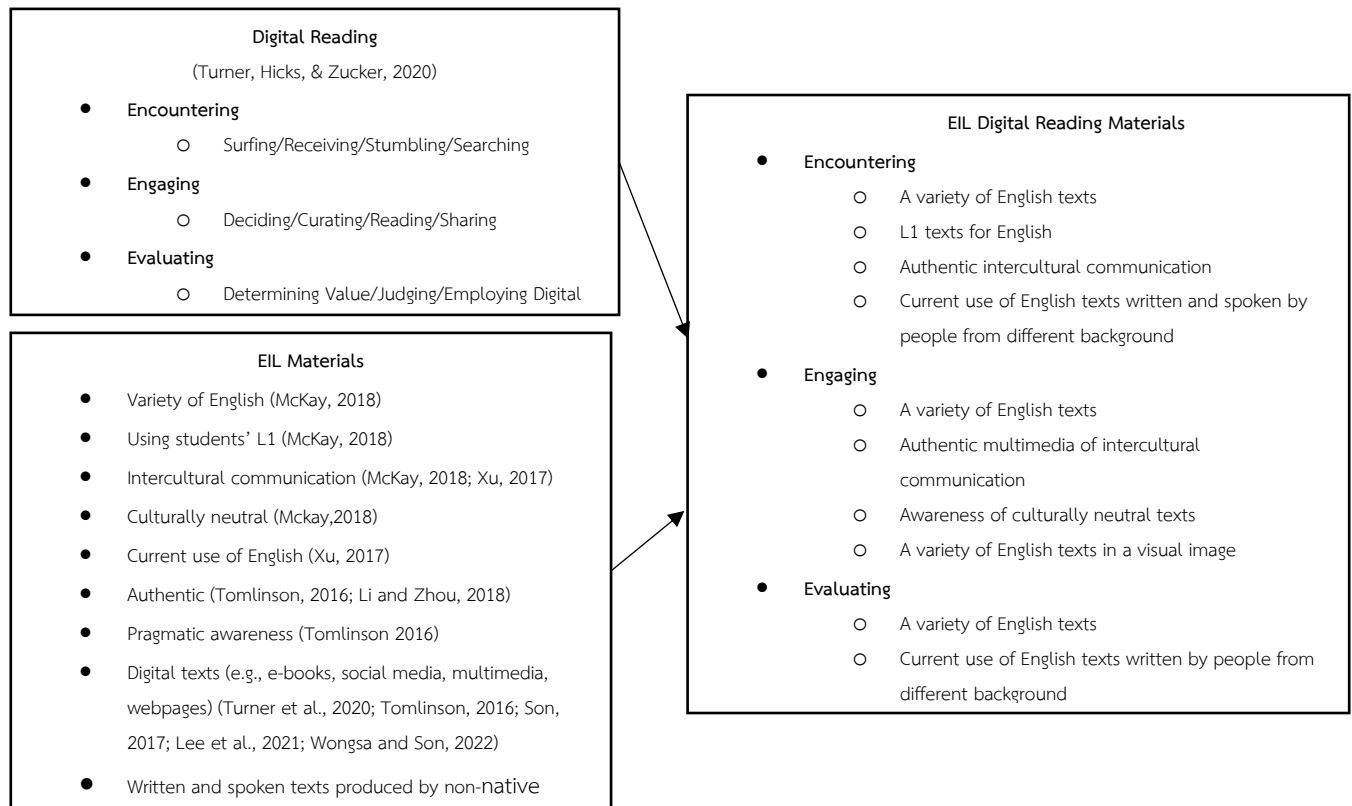 Digital Reading
(Turner, Hicks, & Zucker, 2020)
● Encountering
○ Surfing/Receiving/Stumbling/Searching
● Engaging
○ Deciding/Curating/Reading/Sharing
● Evaluating
○ Determining Value/Judging/Employing Digital
EIL Materials
● Variety of English (McKay, 2018)
● Using students’ L1 (McKay, 2018)
● Intercultural communication (McKay, 2018; Xu, 2017)
● Culturally neutral (Mckay,2018)
● Current use of English (Xu, 2017)
● Authentic (Tomlinson, 2016; Li and Zhou, 2018)
● Pragmatic awareness (Tomlinson 2016)
● Digital texts (e.g., e-books, social media, multimedia,
webpages) (Turner et al., 2020; Tomlinson, 2016; Son,
2017; Lee et al., 2021; Wongsa and Son, 2022)
● Written and spoken texts produced by non-native
EIL Digital Reading Materials
● Encountering
○ A variety of English texts
○ L1 texts for English
○ Authentic intercultural communication
○ Current use of English texts written and spoken by
people from different background
● Engaging
○ A variety of English texts
○ Authentic multimedia of intercultural
communication
○ Awareness of culturally neutral texts
○ A variety of English texts in a visual image
● Evaluating
○ A variety of English texts
○ Current use of English texts written by people from
different background